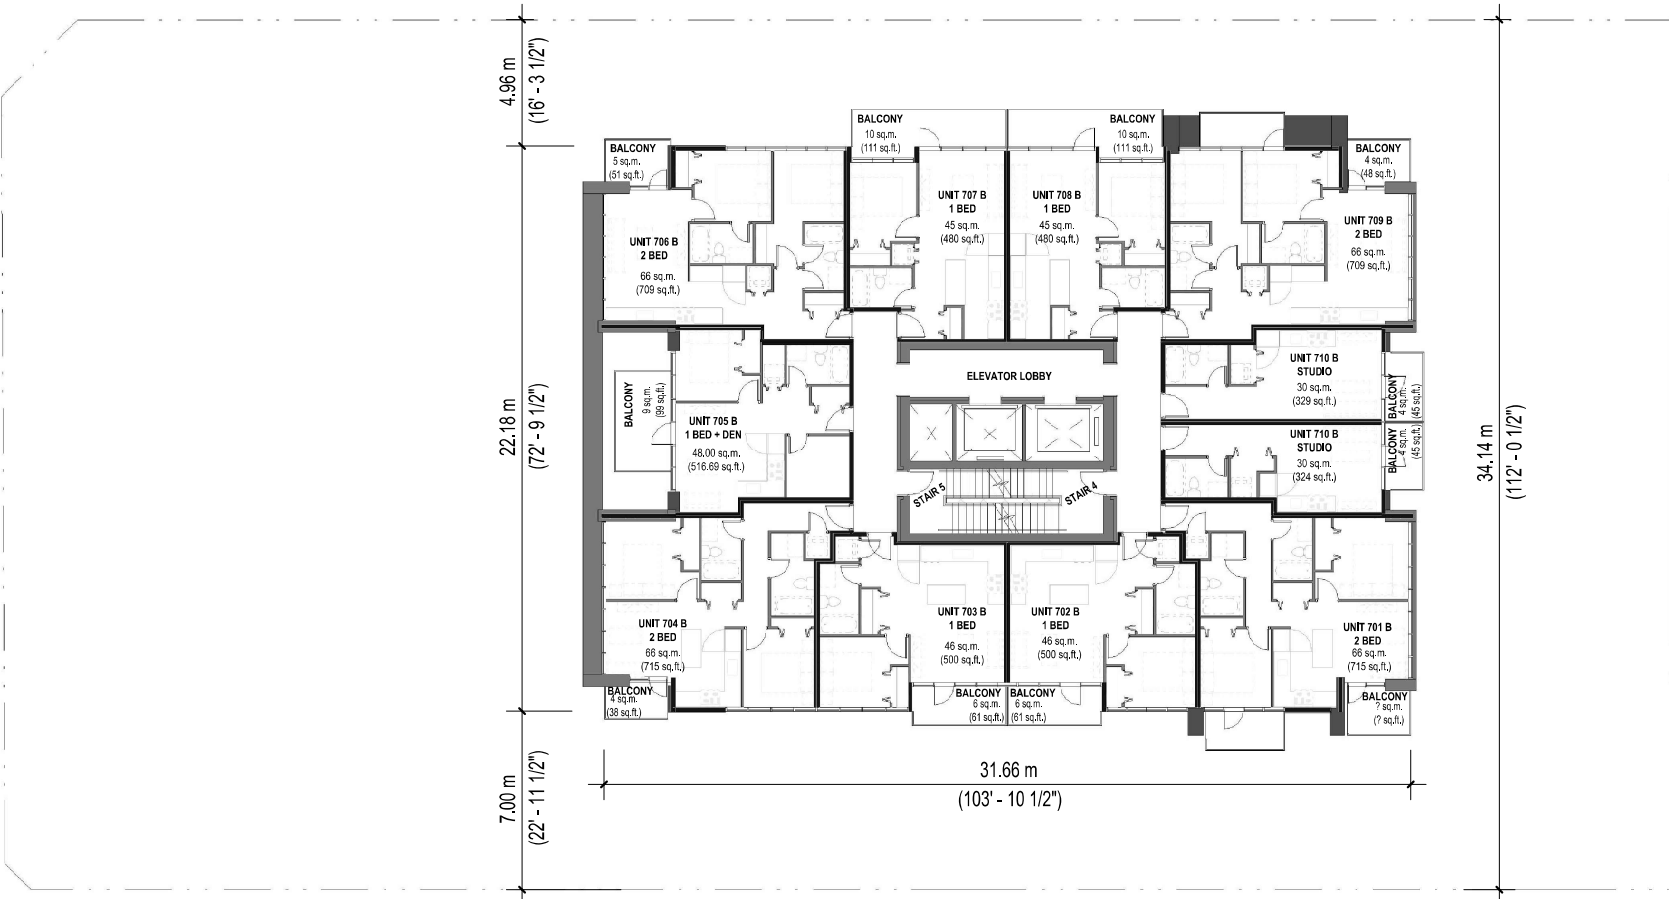 4.96 m
(16' - 3 1/2")
22.18 m
(72' - 9 1/2")
7.00 m
(22' - 11 1/2")
34.14 m
(112' - 0 1/2")
31.66 m
(103' - 10 1/2")
BALCONY
5 sq.m.
(51 sq.ft.)
UNIT 706 B
2 BED
66 sq.m.
(709 sq.ft.)
BALCONY
10 sq.m.
(111 sq.ft.)
UNIT 707 B
1 BED
45 sq.m.
(480 sq.ft.)
BALCONY
10 sq.m.
(111 sq.ft.)
UNIT 708 B
1 BED
45 sq.m.
(480 sq.ft.)
BALCONY
4 sq.m.
(48 sq.ft.)
UNIT 709 B
2 BED
66 sq.m.
(709 sq.ft.)
BALCONY
9 sq.m.
(99 sq.ft.)
UNIT 705 B
1 BED + DEN
48.00 sq.m.
(516.69 sq.ft.)
ELEVATOR LOBBY
STAIR 5
STAIR 4
UNIT 710 B
STUDIO
30 sq.m.
(329 sq.ft.)
BALCONY
4 sq.m.
(45 sq.ft.)
UNIT 710 B
STUDIO
30 sq.m.
(324 sq.ft.)
BALCONY
4 sq.m.
(45 sq.ft.)
UNIT 704 B
2 BED
66 sq.m.
(715 sq.ft.)
BALCONY
4 sq.m.
(38 sq.ft.)
UNIT 703 B
1 BED
46 sq.m.
(500 sq.ft.)
BALCONY
6 sq.m.
(61 sq.ft.)
UNIT 702 B
1 BED
46 sq.m.
(500 sq.ft.)
BALCONY
6 sq.m.
(61 sq.ft.)
UNIT 701 B
2 BED
66 sq.m.
(715 sq.ft.)
BALCONY
? sq.m.
(? sq.ft.)